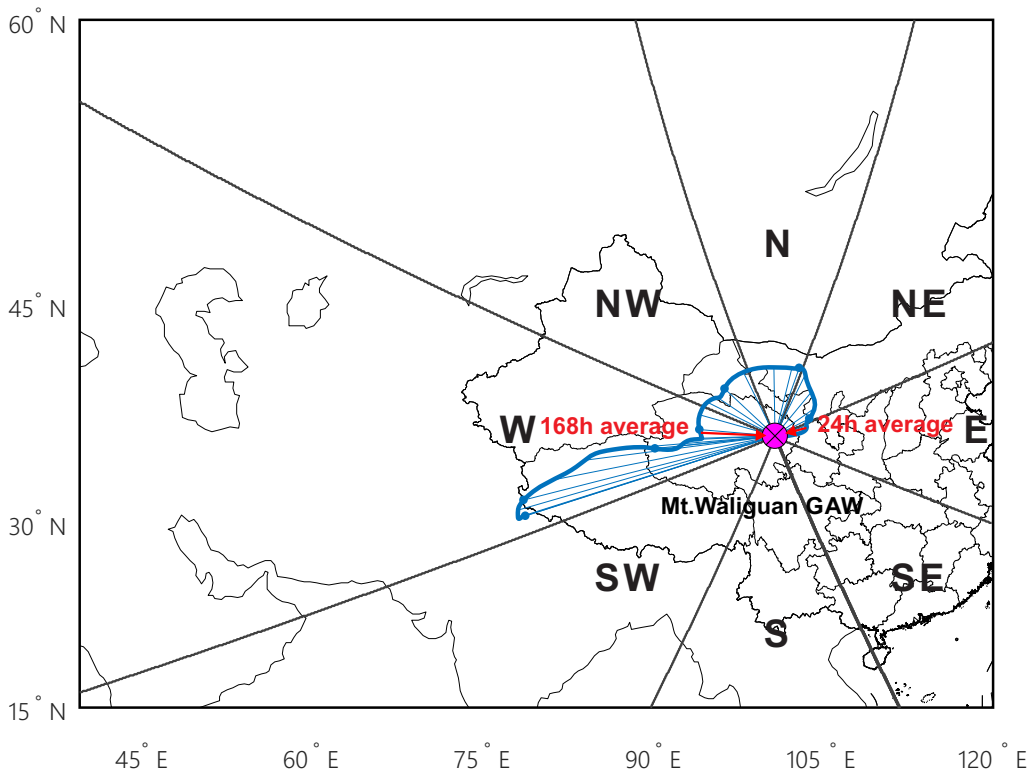 60° N
N
45° N
NW
NE
W
168h average
24h average
E
Mt.Waliguan GAW
30° N
SW
SE
S
15° N
45° E
60° E
75° E
90° E
105° E
120° E